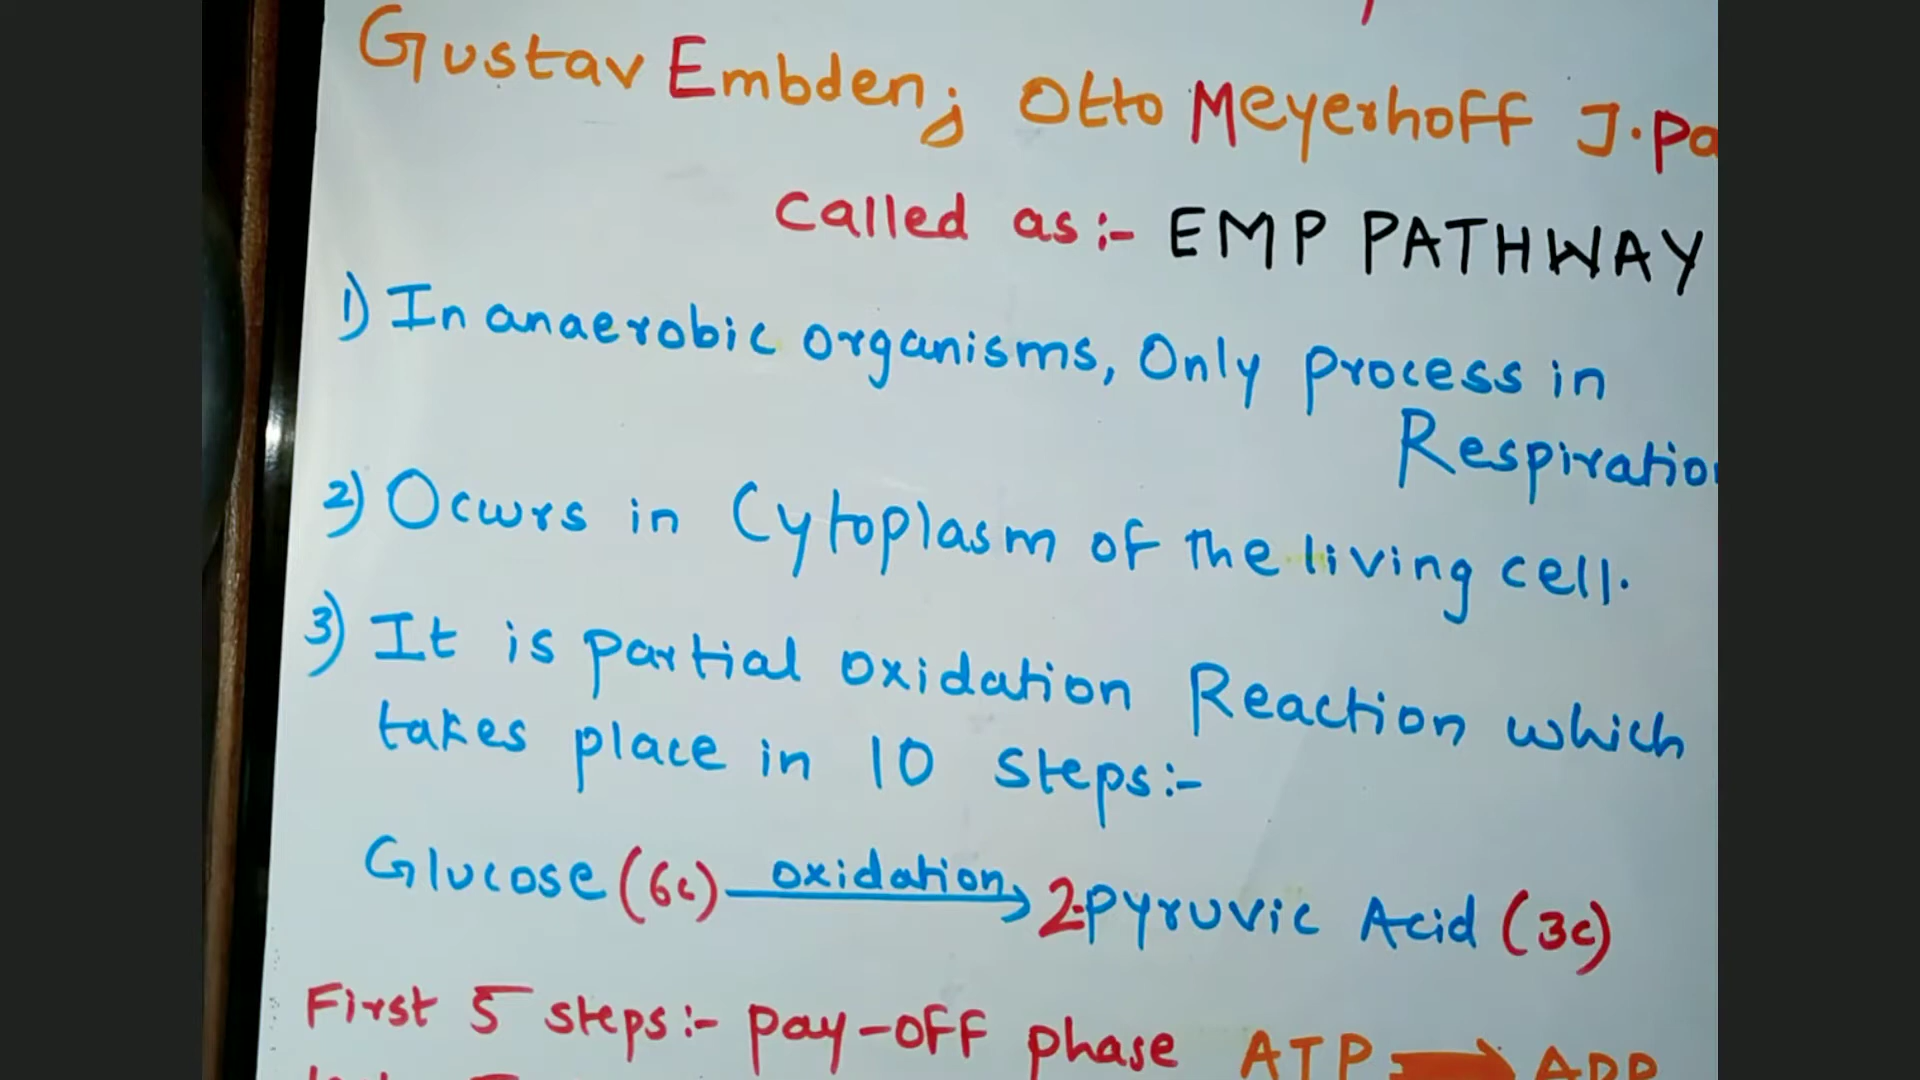 Gustav Embden; Otto Meyerhoff J. Pa
Called as:- EMP PATHWAY
1) In anaerobic organisms, Only process in
Respiratio
2) Occurs in Cytoplasm of the living cell.
3) It is partial oxidation Reaction which
takes place in 10 steps:-
Glucose (6c) oxidation 2-pyruvic Acid (3c)
First 5 steps:- pay-off phase ATP ADP